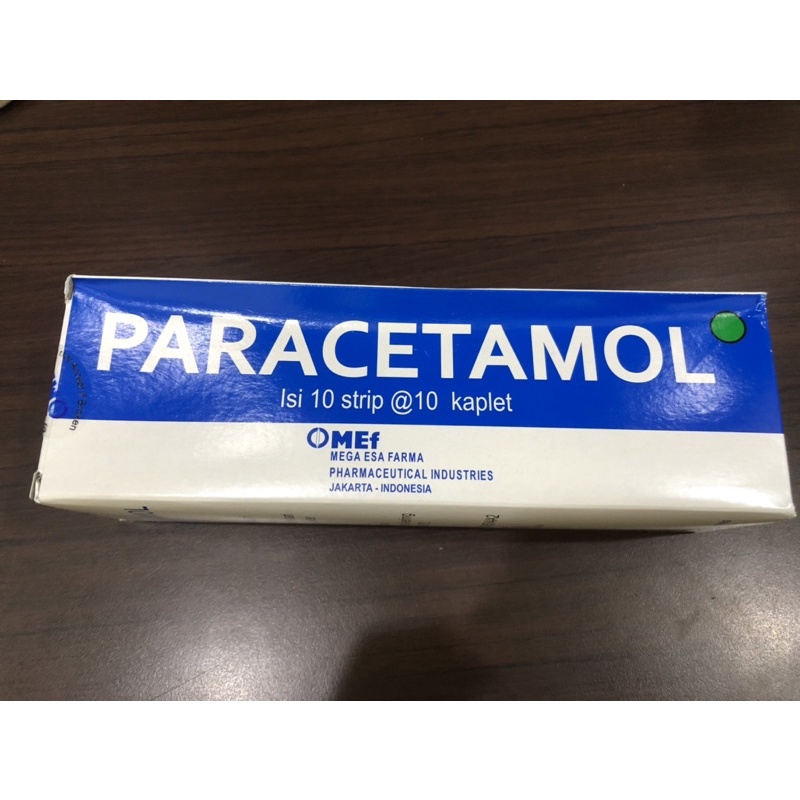 PARACETAMOL
Isi 10 strip @10 kaplet
MEf
MEGA ESA FARMA
PHARMACEUTICAL INDUSTRIES
JAKARTA - INDONESIA